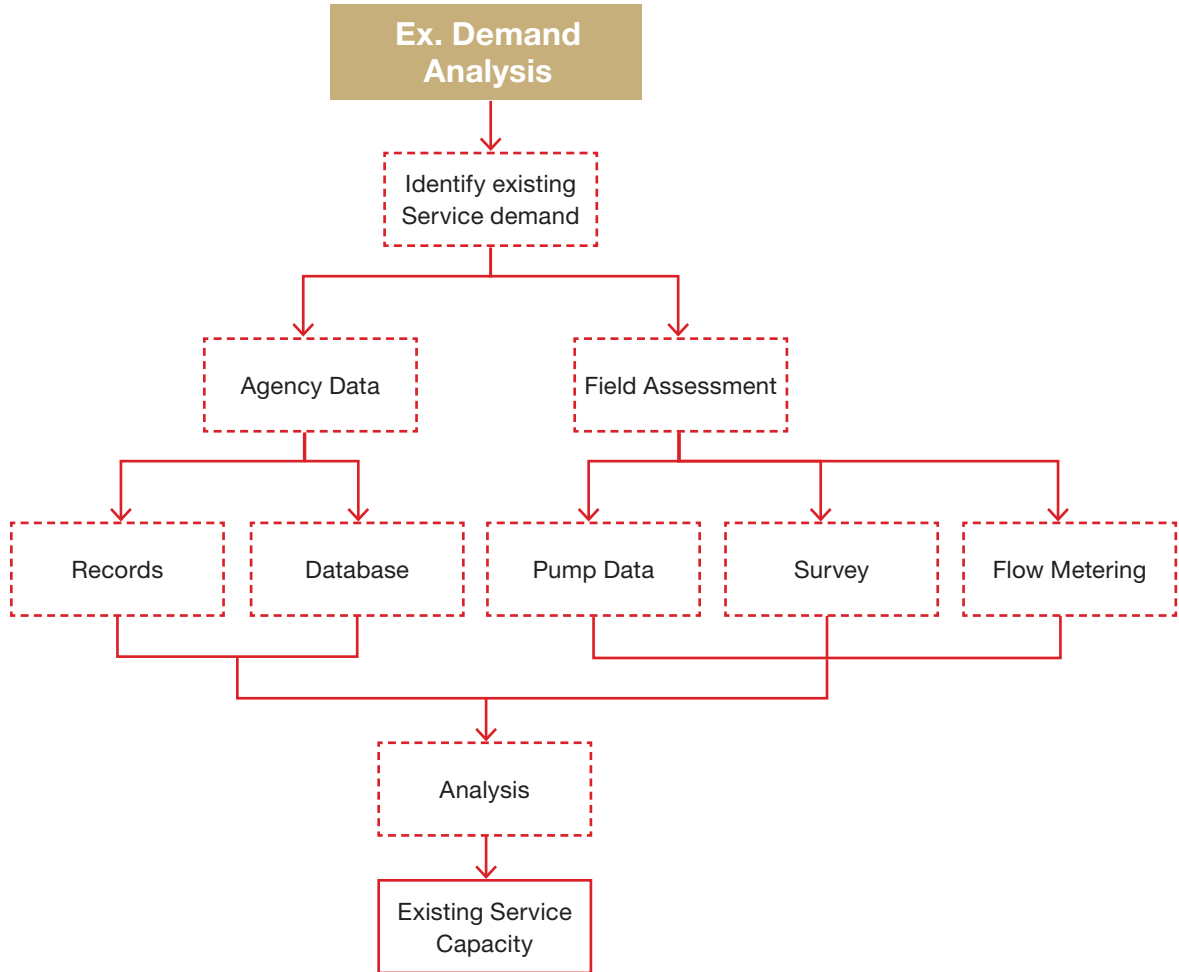 Ex. Demand
Analysis
Identify existing
Service demand
Agency Data
Field Assessment
Records
Database
Pump Data
Survey
Flow Metering
Analysis
Existing Service
Capacity